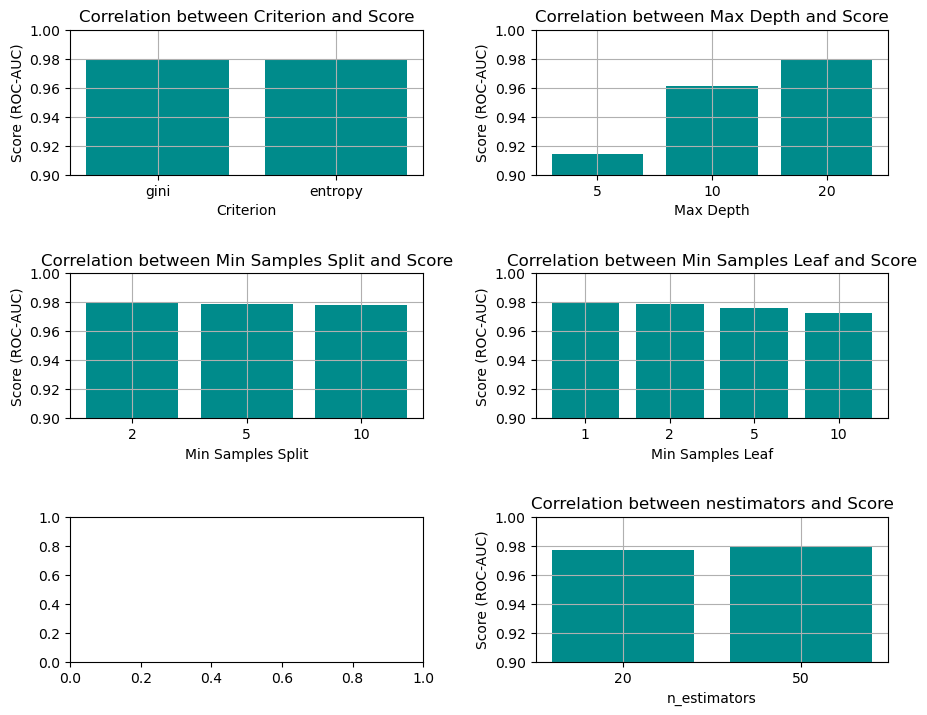 Correlation between Criterion and Score
Score (ROC-AUC)
1.00
0.98
0.96
0.94
0.92
0.90
gini entropy
Criterion
Correlation between Max Depth and Score
Score (ROC-AUC)
1.00
0.98
0.96
0.94
0.92
0.90
5 10 20
Max Depth
Correlation between Min Samples Split and Score
Score (ROC-AUC)
1.00
0.98
0.96
0.94
0.92
0.90
2 5 10
Min Samples Split
Correlation between Min Samples Leaf and Score
Score (ROC-AUC)
1.00
0.98
0.96
0.94
0.92
0.90
1 2 5 10
Min Samples Leaf
1.0
0.8
0.6
0.4
0.2
0.0
0.0 0.2 0.4 0.6 0.8 1.0
Correlation between nestimators and Score
Score (ROC-AUC)
1.00
0.98
0.96
0.94
0.92
0.90
20 50
n_estimators